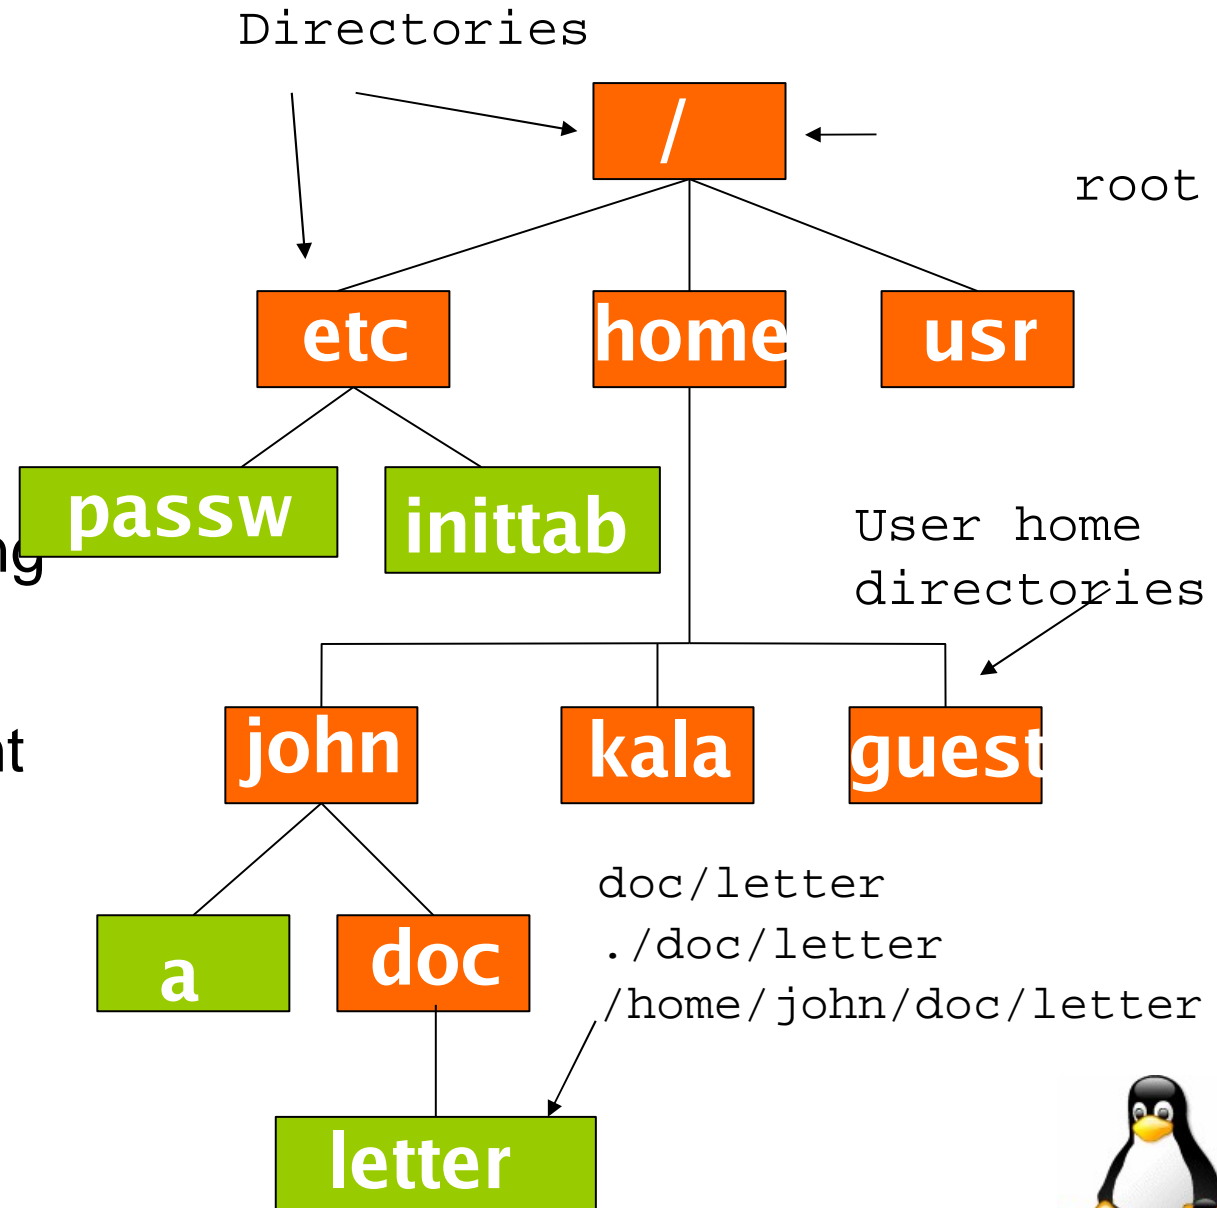 Directories
/
root
etc
home
usr
passw
inittab
User home
directories
john
kala
guest
doc/letter
./doc/letter
/home/john/doc/letter
a
doc
letter